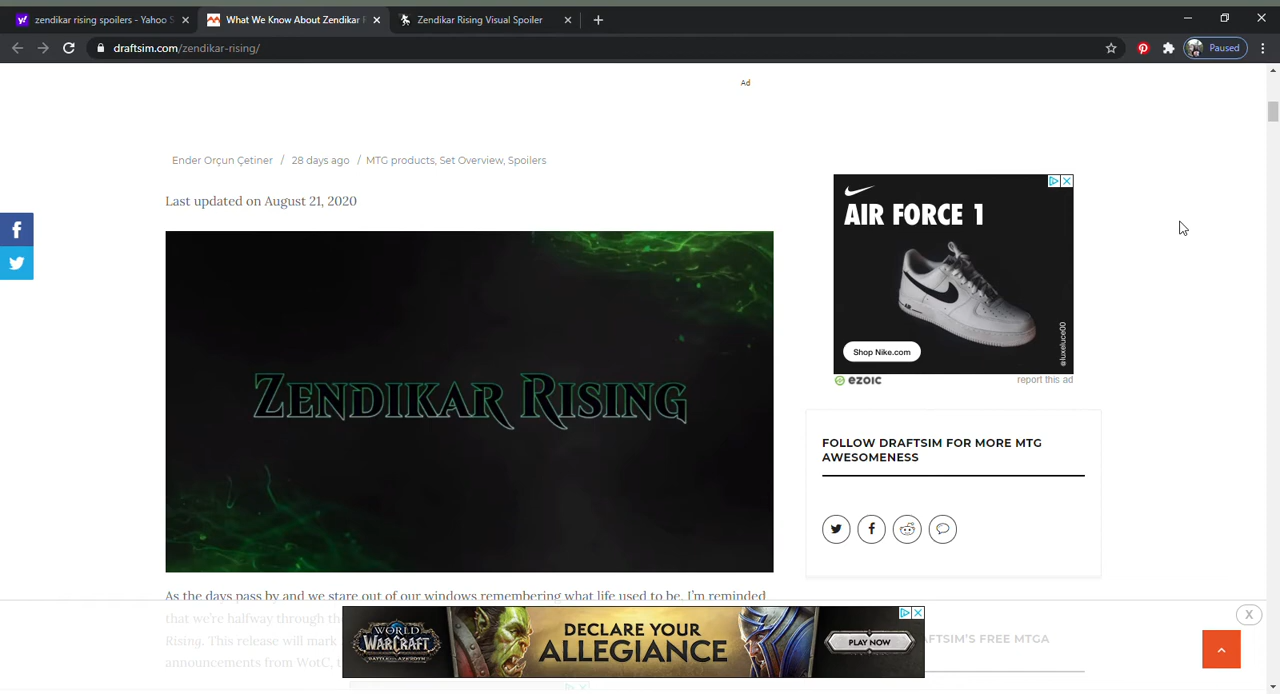 zendikar rising spoilers - Yahoo S
What We Know About Zendikar R
Zendikar Rising Visual Spoiler
draftsim.com/zendikar-rising/
Paused
Ad
Ender Orçun Çetiner / 28 days ago / MTG products, Set Overview, Spoilers
Last updated on August 21, 2020
AIR FORCE 1
Shop Nike.com
@luxeluce00
ezoic
report this ad
ZENDIKAR RISING
FOLLOW DRAFTSIM FOR MORE MTG
AWESOMENESS
As the days pass by and we stare out of our windows remembering what life used to be, I'm reminded
that we're halfway through th
Rising. This release will mark
announcements from WotC,
WORLD
WARCRAFT
BATTLE FOR AZEROTH
DECLARE YOUR
ALLEGIANCE
PLAY NOW
AFTSIM'S FREE MTGA
X